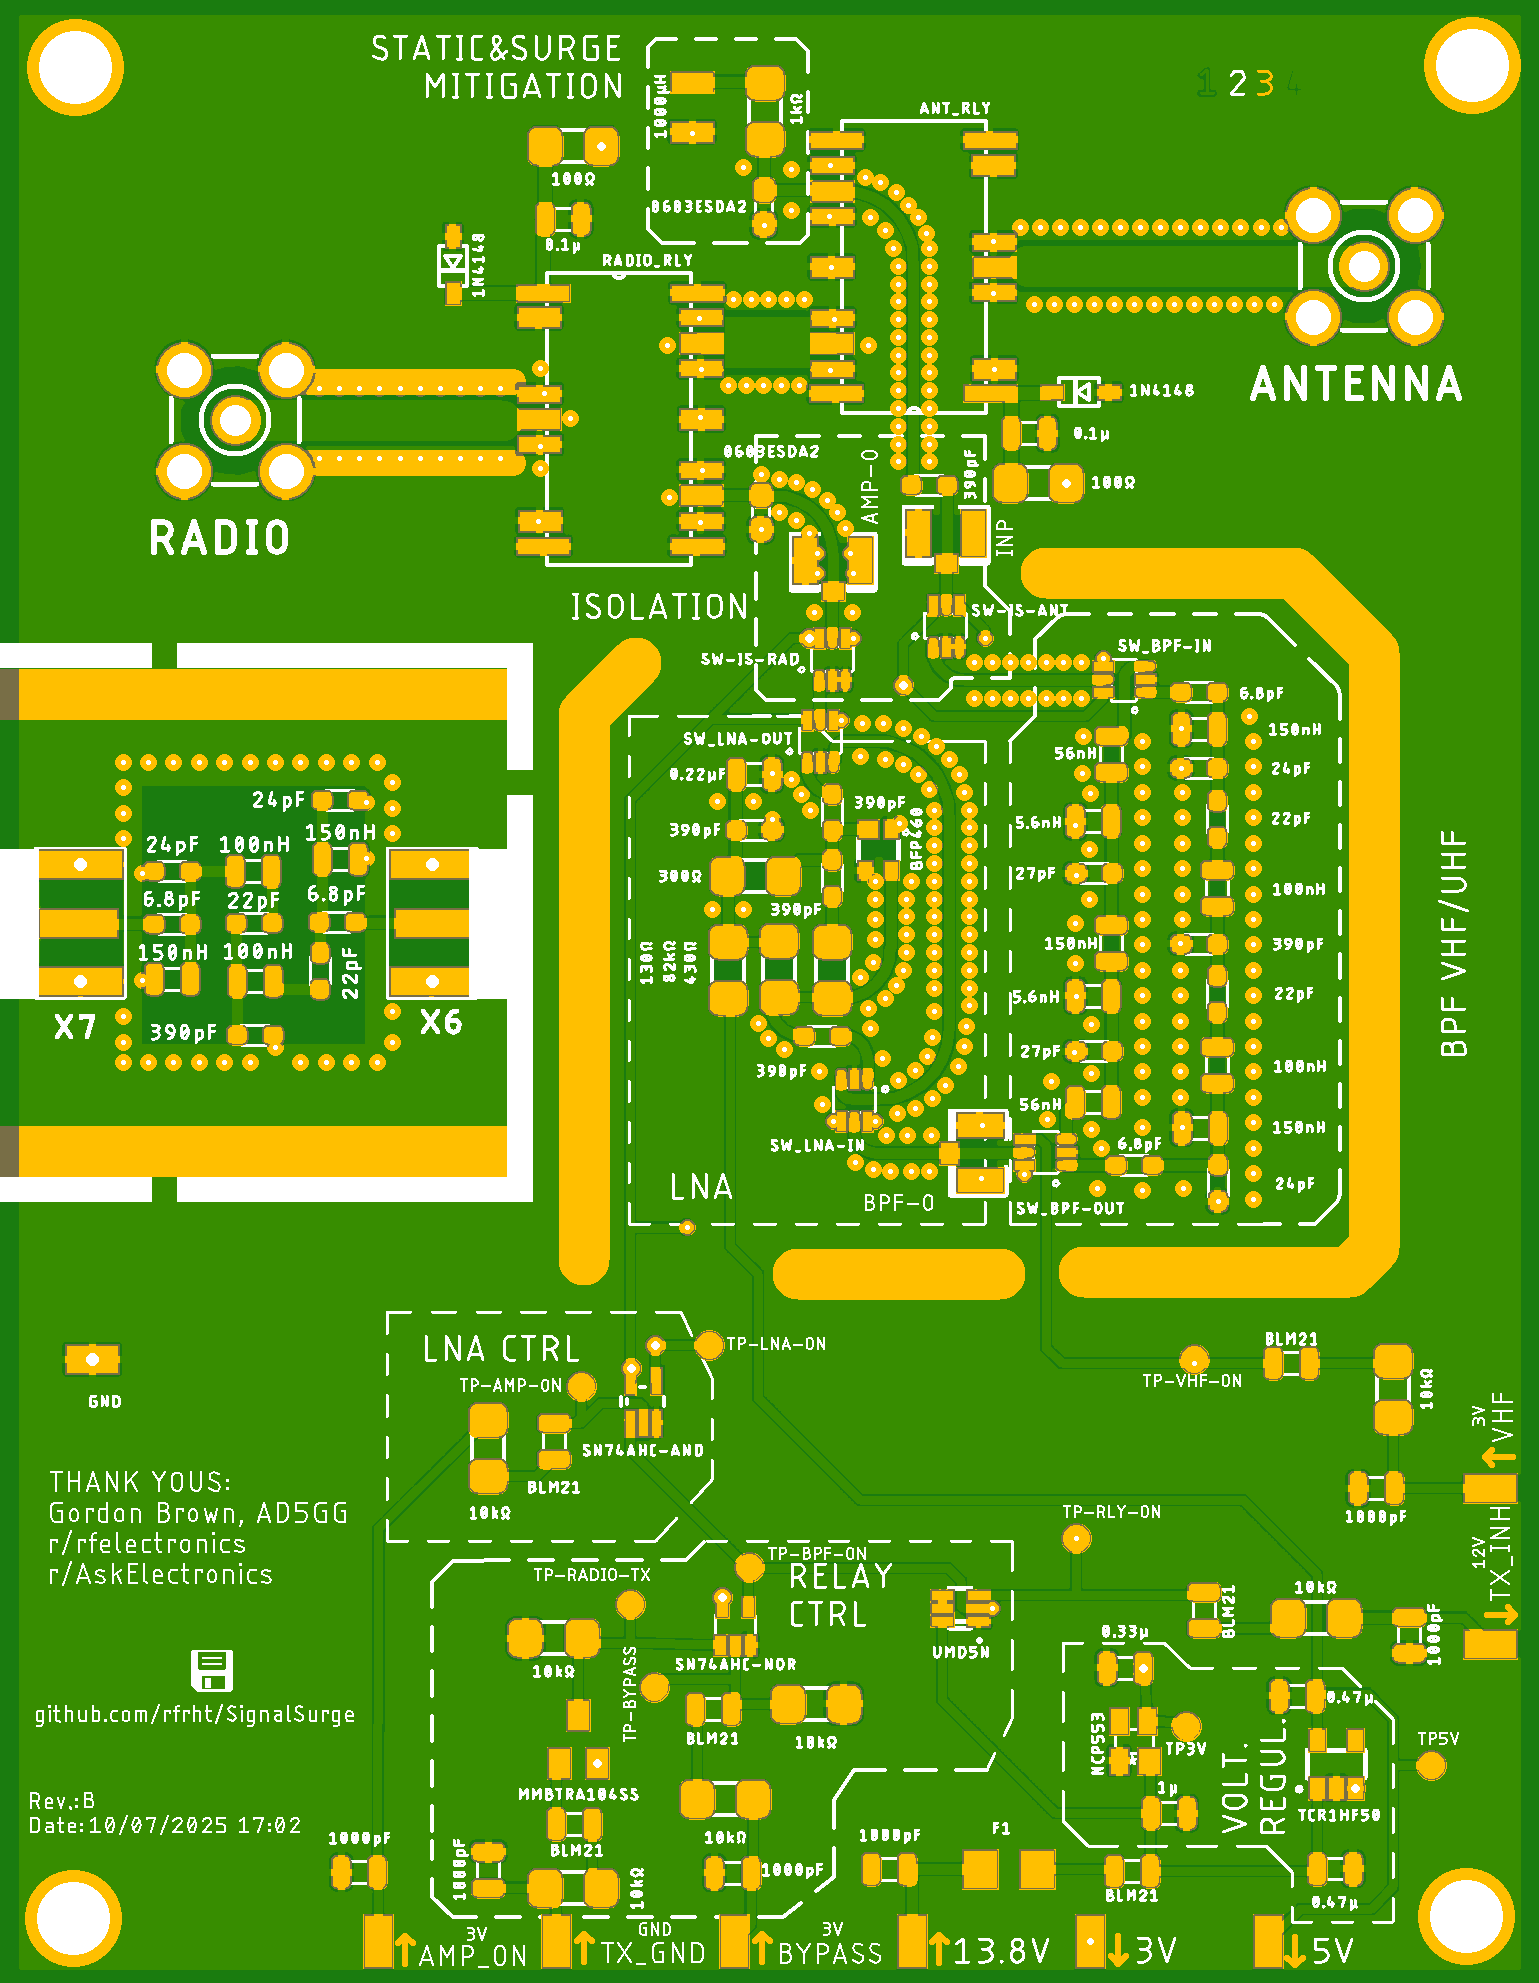 STATIC&SURGE
MITIGATION
1000µH
1kΩ
1 2 3 4
ANT_RLY
100Ω
0603ESDA2
0.1µ
1N4148
RADIO_RLY
ANTENNA
1N4148
0.1µ
100Ω
RADIO
0603ESDA2
AMP-O
390pF
INP
ISOLATION
SW-IS-ANT
SW-IS-RAD
SW_BPF-IN
6.8pF
SW_LNA-OUT
150nH
56nH
0.22µF
24pF
24pF
390pF
5.6nH
22pF
150nH
390pF
BFP460
24pF
100nH
300Ω
27pF
100nH
6.8pF
6.8pF
22pF
390pF
150nH
100nH
22pF
130Ω
82kΩ
430Ω
150nH
390pF
BPF VHF/UHF
5.6nH
22pF
X7
X6
390pF
27pF
390pF
100nH
56nH
SW_LNA-IN
6.8pF
150nH
LNA
BPF-O
SW_BPF-OUT
24pF
LNA CTRL
TP-LNA-ON
BLM21
TP-AMP-ON
TP-VHF-ON
10kΩ
GND
SN74AHC-AND
BLM21
10kΩ
3V
VHF
1000pF
THANK YOUS:
Gordon Brown, AD5GG
r/rfelectronics
r/AskElectronics
TP-RLY-ON
12V
TX_INH
TP-BPF-ON
TP-RADIO-TX
RELAY
CTRL
10kΩ
BLM21
1000pF
UMD5N
0.33µ
SN74AHC-NOR
10kΩ
TP-BYPASS
github.com/rfrht/SignalSurge
BLM21
10kΩ
NCP553
TP3V
0.47µ
TP5V
VOLT.
REGUL.
MMBTRA104SS
1µ
TCR1HF50
Rev.:B
Date:10/07/2025 17:02
1000pF
BLM21
10kΩ
1000pF
1000pF
10kΩ
1000pF
F1
BLM21
0.47µ
3V
AMP_ON
GND
TX_GND
3V
BYPASS
13.8V
3V
5V